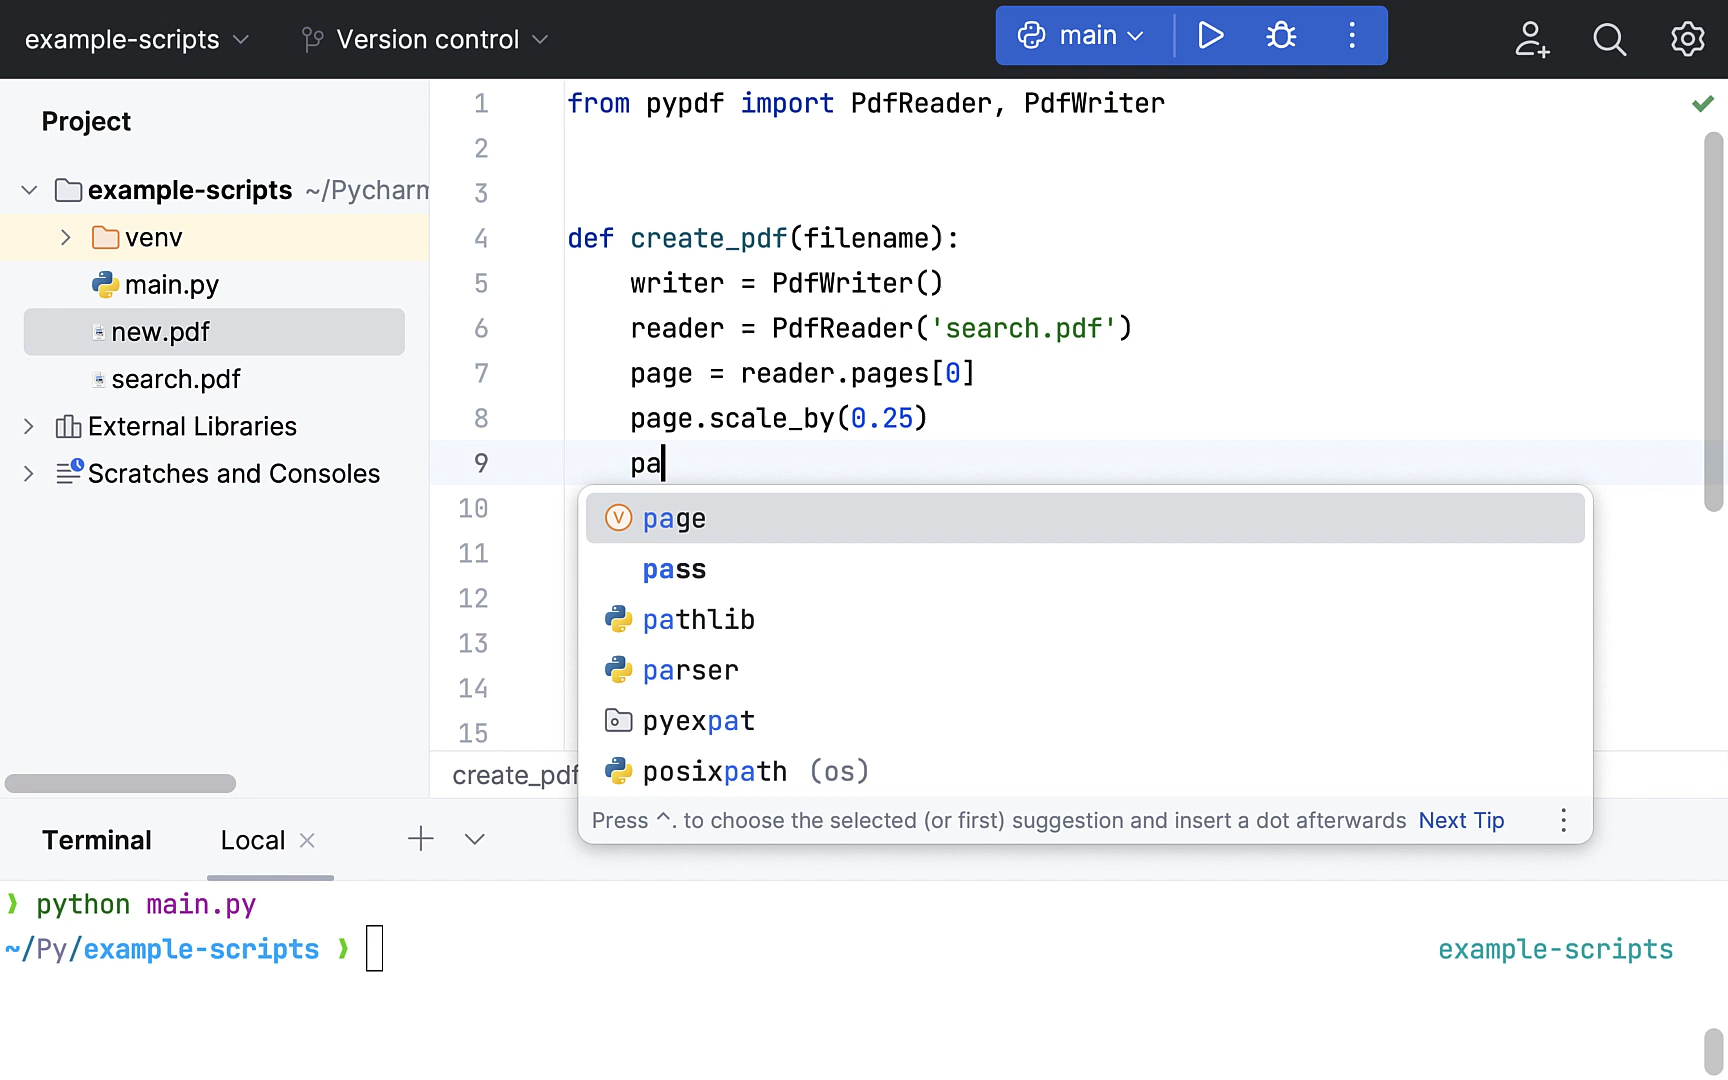 example-scripts
Version control
main
Project
example-scripts ~/Pycharm
venv
main.py
new.pdf
search.pdf
External Libraries
Scratches and Consoles
1 from pypdf import PdfReader, PdfWriter
2
3
4 def create_pdf(filename):
5 writer = PdfWriter()
6 reader = PdfReader('search.pdf')
7 page = reader.pages[0]
8 page.scale_by(0.25)
9 pa
10
11
12
13
14
15
page
pass
pathlib
parser
pyexpat
posixpath (os)
Press ^. to choose the selected (or first) suggestion and insert a dot afterwards Next Tip
create_pdf
Terminal
Local
❯ python main.py
~/Py/example-scripts ❯
example-scripts